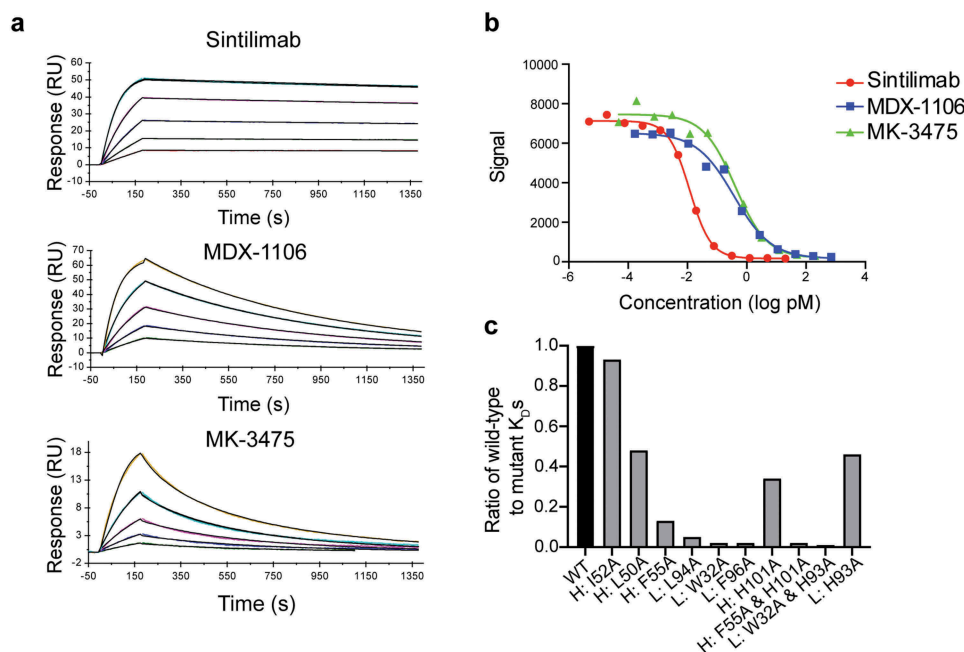 a
Sintilimab
Response (RU)
60
50
40
30
20
10
0
-10
-50 150 350 550 750 950 1150 1350
Time (s)
MDX-1106
Response (RU)
70
60
50
40
30
20
10
0
-10
-50 150 350 550 750 950 1150 1350
Time (s)
MK-3475
Response (RU)
18
13
8
3
-2
-50 150 350 550 750 950 1150 1350
Time (s)
b
Signal
10000
8000
6000
4000
2000
0
-6 -4 -2 0 2 4
Concentration (log pM)
Sintilimab
MDX-1106
MK-3475
c
Ratio of wild-type
to mutant KDs
1.0
0.8
0.6
0.4
0.2
0.0
WT
H: I52A
H: L50A
H: F55A
L: L94A
L: W32A
L: F96A
H: H101A
H: F55A & H101A
L: W32A & H93A
L: H93A